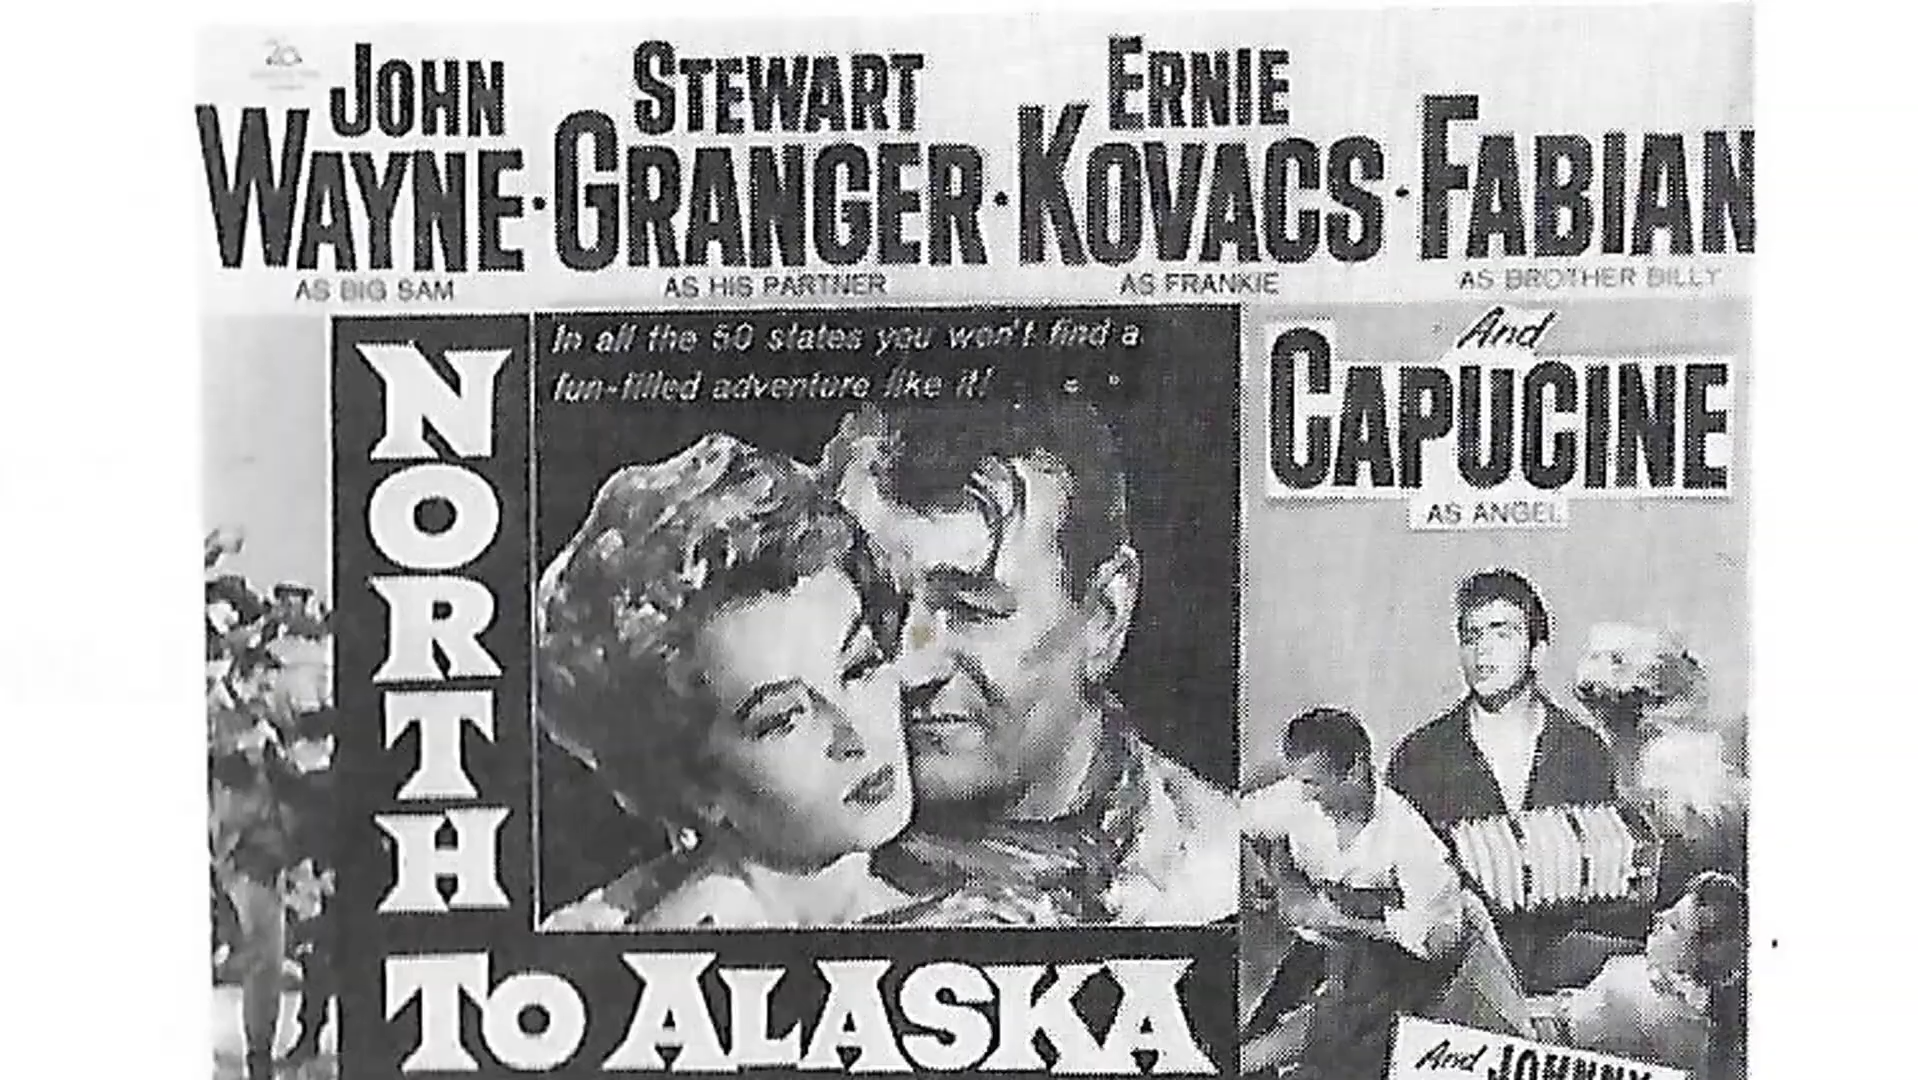 JOHN WAYNE
AS BIG SAM
STEWART GRANGER
AS HIS PARTNER
ERNIE KOVACS
AS FRANKIE
FABIAN
AS BROTHER BILLY
And
CAPUCINE
AS ANGEL
In all the 50 states you won't find a
fun-filled adventure like it!
NORTH
TO ALASKA
And JOHNNY